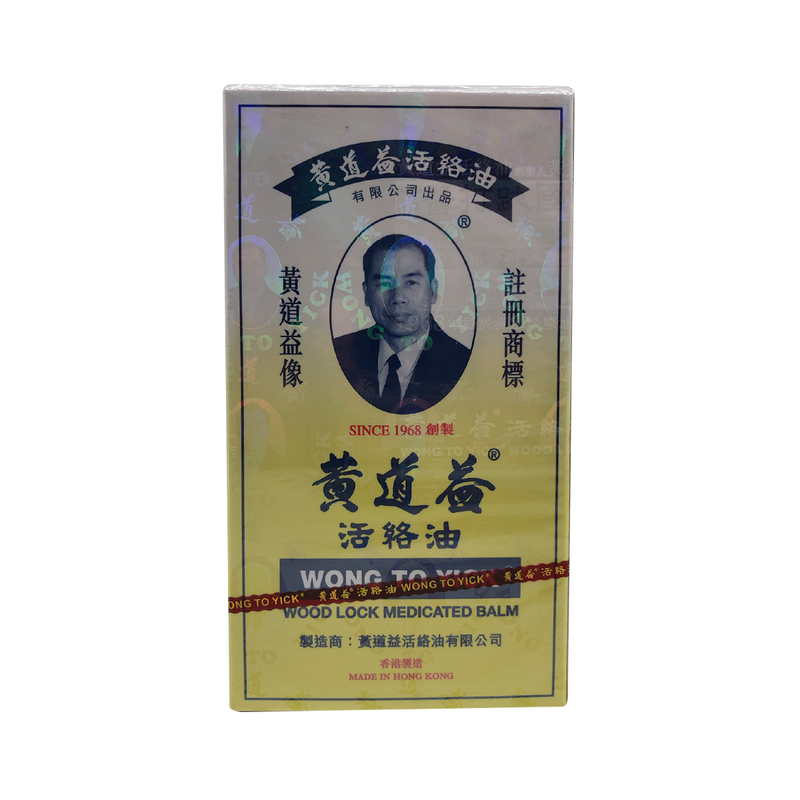 黃道益活絡油
有限公司出品
®
黃道益像
註冊商標
SINCE 1968 創製
黃道益®
活絡油
WONG TO YICK
WONG TO YICK® 黃道益®活絡油 WONG TO YICK® 黃道益®活絡
WOOD LOCK MEDICATED BALM
製造商：黃道益活絡油有限公司
香港製造
MADE IN HONG KONG